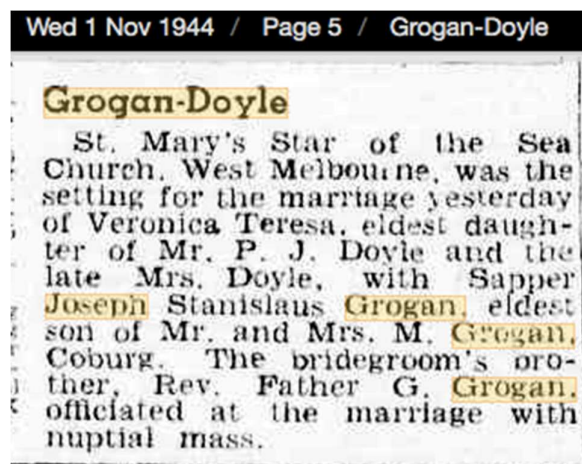 Wed 1 Nov 1944 / Page 5 / Grogan-Doyle
Grogan-Doyle
St. Mary's Star of the Sea
Church, West Melbourne, was the
setting for the marriage yesterday
of Veronica Teresa, eldest daugh-
ter of Mr. P. J. Doyle and the
late Mrs. Doyle, with Sapper
Joseph Stanislaus Grogan, eldest
son of Mr. and Mrs. M. Grogan,
Coburg. The bridegroom's bro-
ther, Rev. Father G. Grogan,
officiated at the marriage with
nuptial mass.